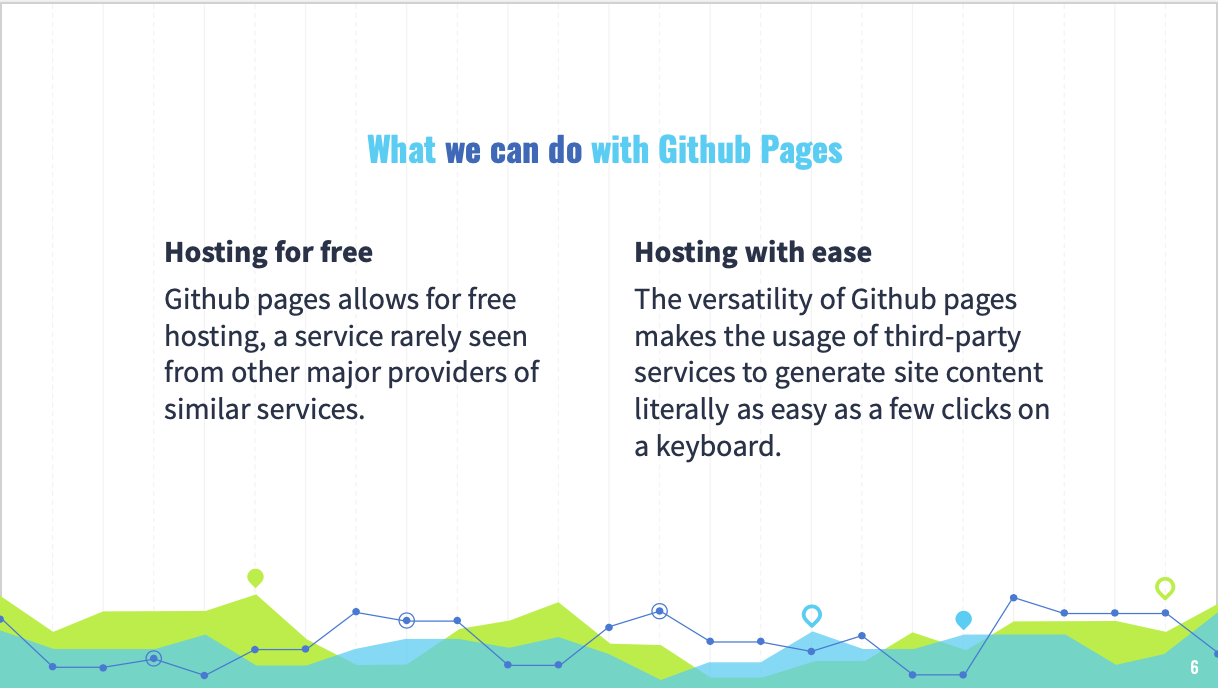 What we can do with Github Pages
Hosting for free
Github pages allows for free
hosting, a service rarely seen
from other major providers of
similar services.
Hosting with ease
The versatility of Github pages
makes the usage of third-party
services to generate site content
literally as easy as a few clicks on
a keyboard.
6